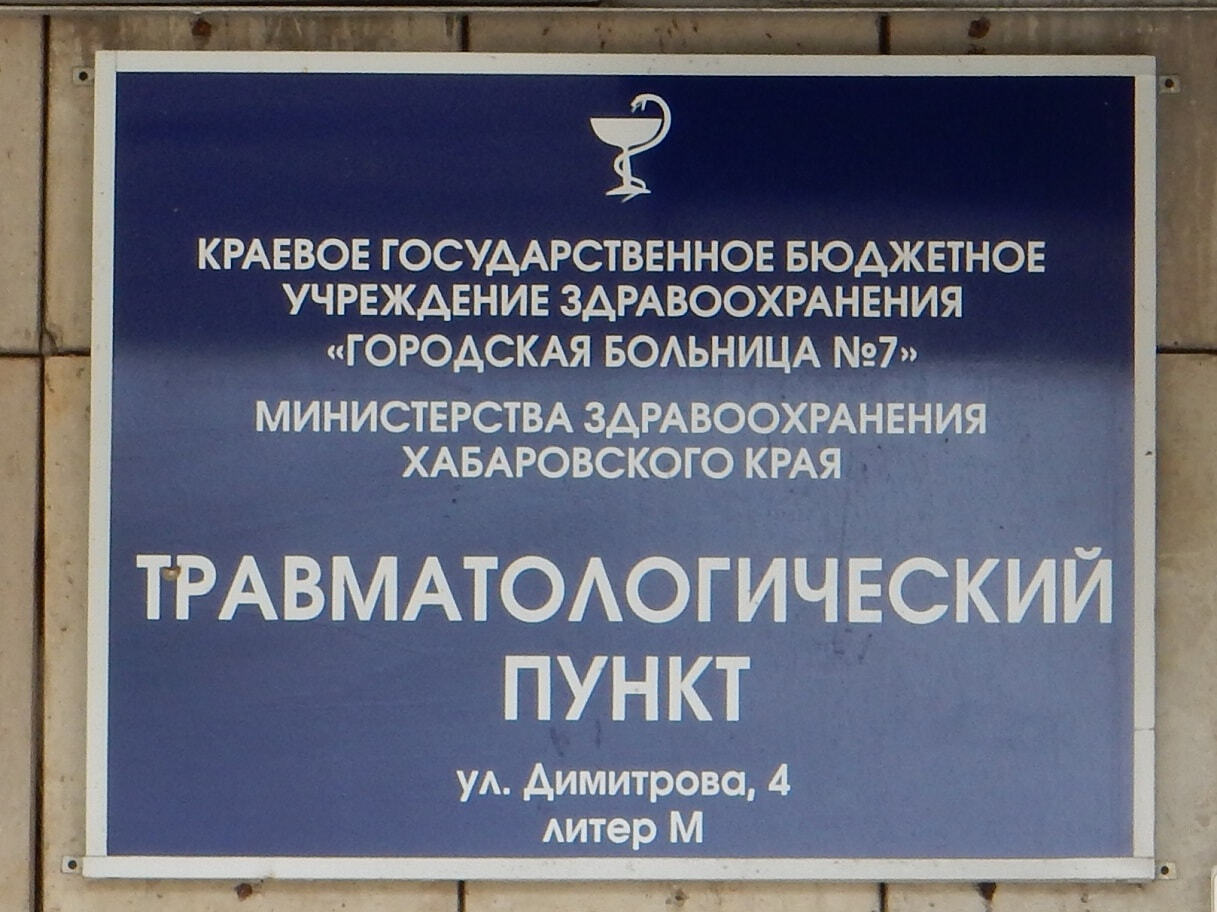 КРАЕВОЕ ГОСУДАРСТВЕННОЕ БЮДЖЕТНОЕ
УЧРЕЖДЕНИЕ ЗДРАВООХРАНЕНИЯ
«ГОРОДСКАЯ БОЛЬНИЦА №7»
МИНИСТЕРСТВА ЗДРАВООХРАНЕНИЯ
ХАБАРОВСКОГО КРАЯ
ТРАВМАТОЛОГИЧЕСКИЙ
ПУНКТ
ул. Димитрова, 4
литер М